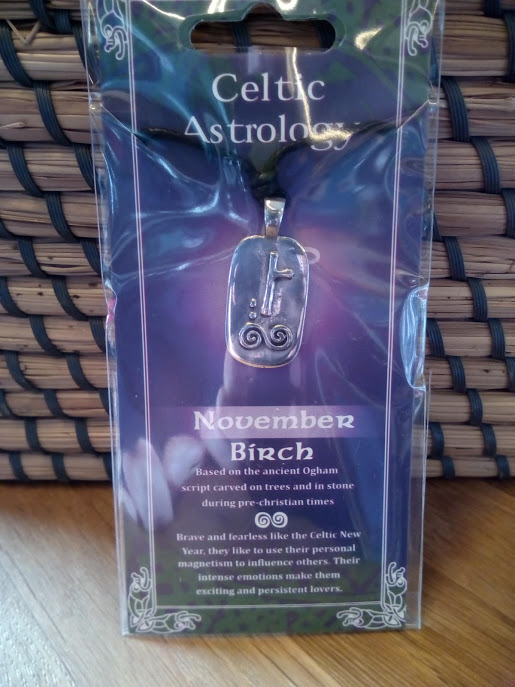 Celtic
Astrology
November
Birch
Based on the ancient Ogham
script carved on trees and in stone
during pre-christian times
Brave and fearless like the Celtic New
Year, they like to use their personal
magnetism to influence others. Their
intense emotions make them
exciting and persistent lovers.